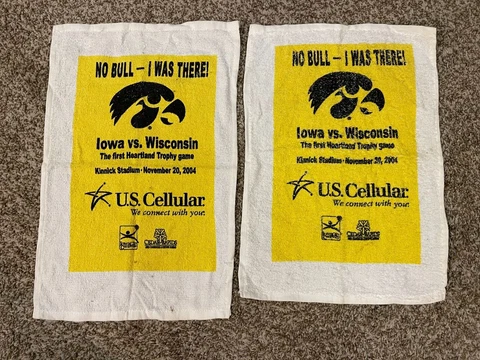 NO BULL – I WAS THERE!
Iowa vs. Wisconsin
The first Heartland Trophy game
Kinnick Stadium • November 20, 2004
U.S. Cellular
We connect with you.
NO BULL – I WAS THERE!
Iowa vs. Wisconsin
The first Heartland Trophy game
Kinnick Stadium • November 20, 2004
U.S. Cellular
We connect with you.